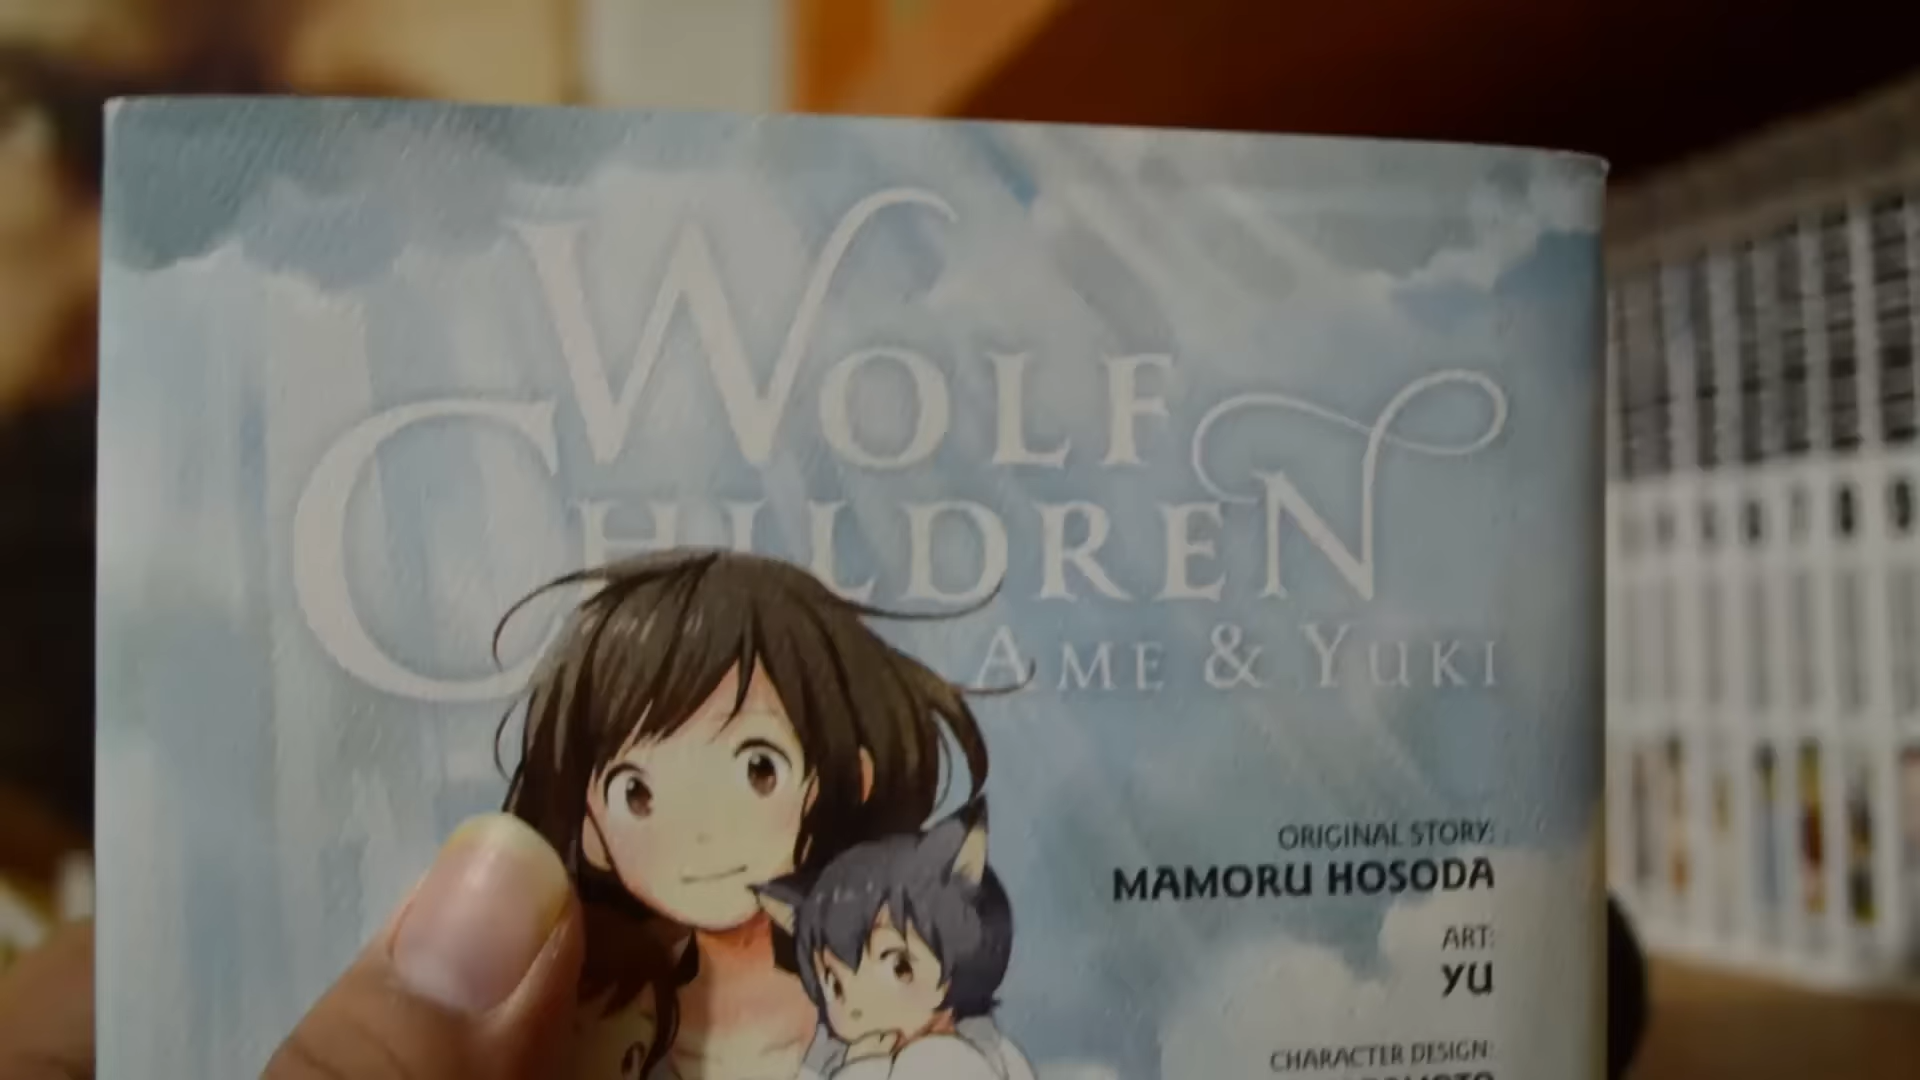 WOLF
CHILDREN
AME & YUKI
ORIGINAL STORY:
MAMORU HOSODA
ART:
YU
CHARACTER DESIGN: